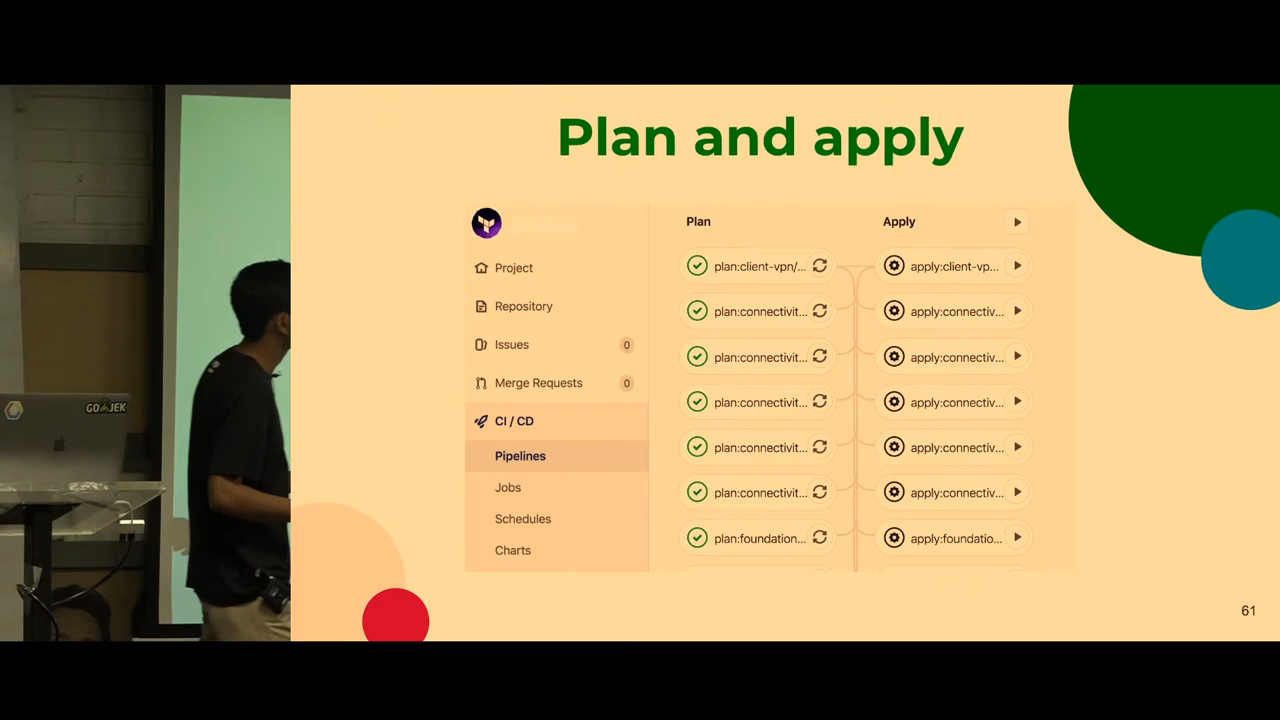 Plan and apply
Project
Repository
Issues 0
Merge Requests 0
CI / CD
Pipelines
Jobs
Schedules
Charts
Plan
plan:client-vpn/...
plan:connectivit...
plan:connectivit...
plan:connectivit...
plan:connectivit...
plan:connectivit...
plan:foundation...
Apply
apply:client-vp...
apply:connectiv...
apply:connectiv...
apply:connectiv...
apply:connectiv...
apply:connectiv...
apply:foundatio...
GOJEK
61